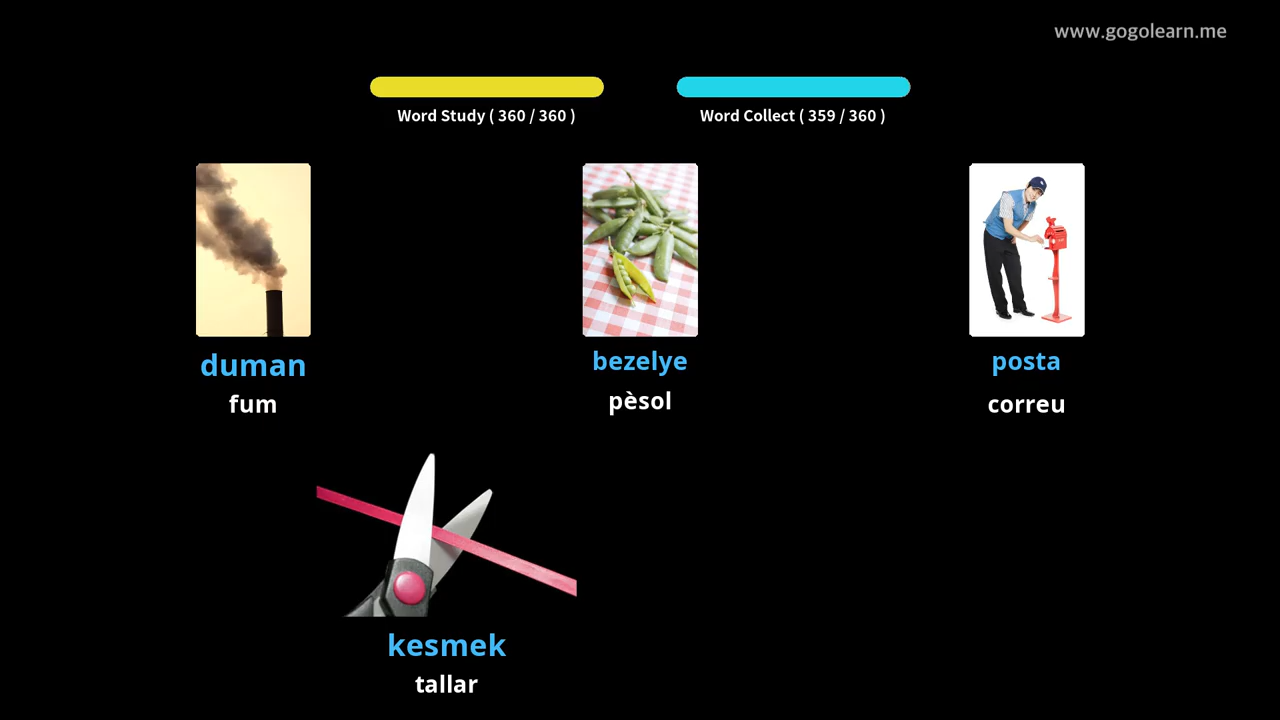 www.gogolearn.me
Word Study ( 360 / 360 )
Word Collect ( 359 / 360 )
duman
fum
bezelye
pèsol
posta
correu
kesmek
tallar